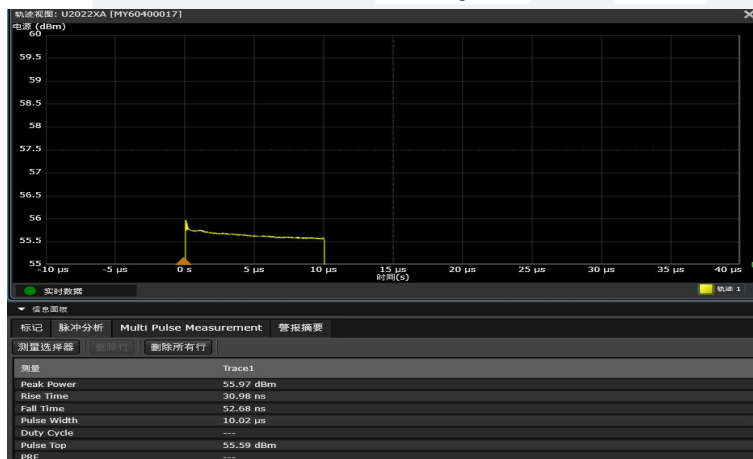 轨迹视图: U2022XA [MY60400017]
电源 (dBm)
60
59.5
59
58.5
58
57.5
57
56.5
56
55.5
55
-10 μs -5 μs 0 s 5 μs 10 μs 15 μs 20 μs 25 μs 30 μs 35 μs 40 μs
时间(s)
实时数据 轨迹 1
信息面板
标记 脉冲分析 Multi Pulse Measurement 警报摘要
测量选择器 删除行 删除所有行
测量 Trace1
Peak Power 55.97 dBm
Rise Time 30.98 ns
Fall Time 52.68 ns
Pulse Width 10.02 μs
Duty Cycle ---
Pulse Top 55.59 dBm
PRF ---